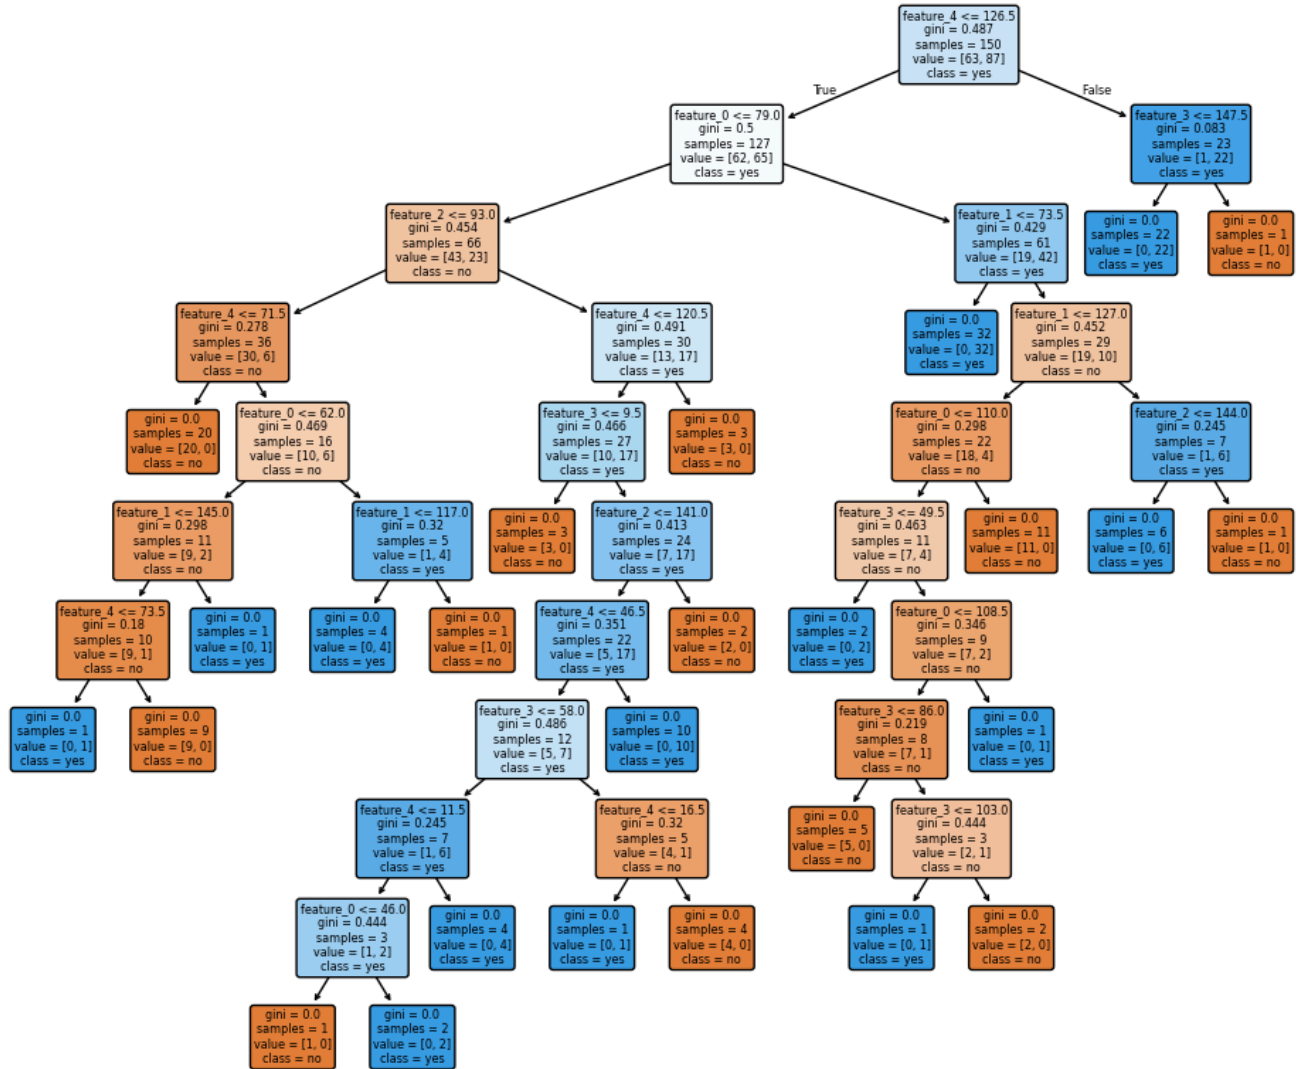 feature_4 <= 126.5
gini = 0.487
samples = 150
value = [63, 87]
class = yes
True
False
feature_0 <= 79.0
gini = 0.5
samples = 127
value = [62, 65]
class = yes
feature_3 <= 147.5
gini = 0.083
samples = 23
value = [1, 22]
class = yes
feature_2 <= 93.0
gini = 0.454
samples = 66
value = [43, 23]
class = no
feature_1 <= 73.5
gini = 0.429
samples = 61
value = [19, 42]
class = yes
gini = 0.0
samples = 22
value = [0, 22]
class = yes
gini = 0.0
samples = 1
value = [1, 0]
class = no
feature_4 <= 71.5
gini = 0.278
samples = 36
value = [30, 6]
class = no
feature_4 <= 120.5
gini = 0.491
samples = 30
value = [13, 17]
class = yes
gini = 0.0
samples = 32
value = [0, 32]
class = yes
feature_1 <= 127.0
gini = 0.452
samples = 29
value = [19, 10]
class = no
gini = 0.0
samples = 20
value = [20, 0]
class = no
feature_0 <= 62.0
gini = 0.469
samples = 16
value = [10, 6]
class = no
feature_3 <= 9.5
gini = 0.466
samples = 27
value = [10, 17]
class = yes
gini = 0.0
samples = 3
value = [3, 0]
class = no
feature_0 <= 110.0
gini = 0.298
samples = 22
value = [18, 4]
class = no
feature_2 <= 144.0
gini = 0.245
samples = 7
value = [1, 6]
class = yes
feature_1 <= 145.0
gini = 0.298
samples = 11
value = [9, 2]
class = no
feature_1 <= 117.0
gini = 0.32
samples = 5
value = [1, 4]
class = yes
gini = 0.0
samples = 3
value = [3, 0]
class = no
feature_2 <= 141.0
gini = 0.413
samples = 24
value = [7, 17]
class = yes
feature_3 <= 49.5
gini = 0.463
samples = 11
value = [7, 4]
class = no
gini = 0.0
samples = 11
value = [11, 0]
class = no
gini = 0.0
samples = 6
value = [0, 6]
class = yes
gini = 0.0
samples = 1
value = [1, 0]
class = no
feature_4 <= 73.5
gini = 0.18
samples = 10
value = [9, 1]
class = no
gini = 0.0
samples = 1
value = [0, 1]
class = yes
gini = 0.0
samples = 4
value = [0, 4]
class = yes
gini = 0.0
samples = 1
value = [1, 0]
class = no
feature_4 <= 46.5
gini = 0.351
samples = 22
value = [5, 17]
class = yes
gini = 0.0
samples = 2
value = [2, 0]
class = no
gini = 0.0
samples = 2
value = [0, 2]
class = yes
feature_0 <= 108.5
gini = 0.346
samples = 9
value = [7, 2]
class = no
gini = 0.0
samples = 1
value = [0, 1]
class = yes
gini = 0.0
samples = 9
value = [9, 0]
class = no
feature_3 <= 58.0
gini = 0.486
samples = 12
value = [5, 7]
class = yes
gini = 0.0
samples = 10
value = [0, 10]
class = yes
feature_3 <= 86.0
gini = 0.219
samples = 8
value = [7, 1]
class = no
gini = 0.0
samples = 1
value = [0, 1]
class = yes
feature_4 <= 11.5
gini = 0.245
samples = 7
value = [1, 6]
class = yes
feature_4 <= 16.5
gini = 0.32
samples = 5
value = [4, 1]
class = no
gini = 0.0
samples = 5
value = [5, 0]
class = no
feature_3 <= 103.0
gini = 0.444
samples = 3
value = [2, 1]
class = no
feature_0 <= 46.0
gini = 0.444
samples = 3
value = [1, 2]
class = yes
gini = 0.0
samples = 4
value = [0, 4]
class = yes
gini = 0.0
samples = 1
value = [0, 1]
class = yes
gini = 0.0
samples = 4
value = [4, 0]
class = no
gini = 0.0
samples = 1
value = [0, 1]
class = yes
gini = 0.0
samples = 2
value = [2, 0]
class = no
gini = 0.0
samples = 1
value = [1, 0]
class = no
gini = 0.0
samples = 2
value = [0, 2]
class = yes